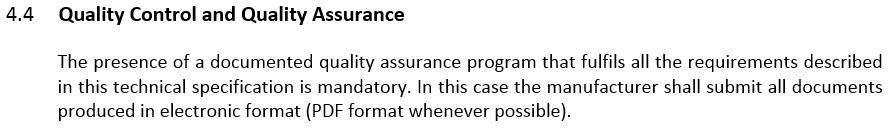 4.4 Quality Control and Quality Assurance
The presence of a documented quality assurance program that fulfils all the requirements described
in this technical specification is mandatory. In this case the manufacturer shall submit all documents
produced in electronic format (PDF format whenever possible).